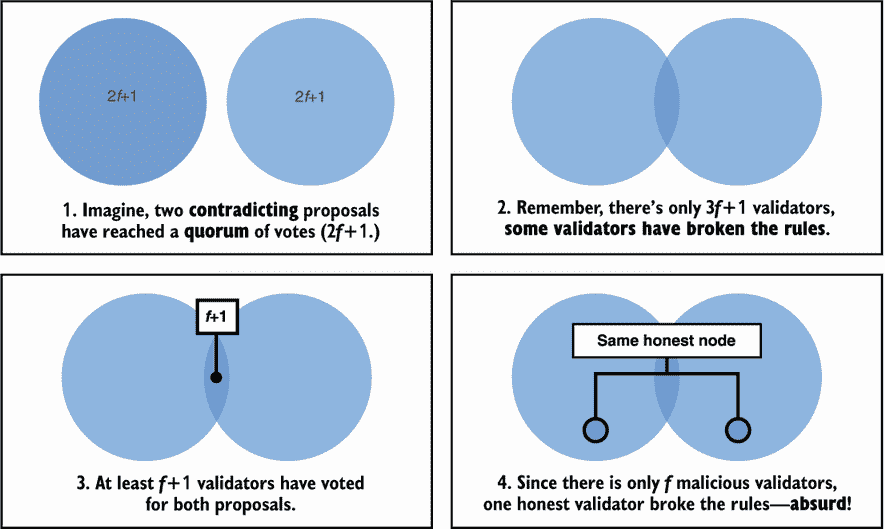 2f+1
2f+1
1. Imagine, two contradicting proposals
have reached a quorum of votes (2f+1.)
2. Remember, there's only 3f+1 validators,
some validators have broken the rules.
f+1
3. At least f+1 validators have voted
for both proposals.
Same honest node
4. Since there is only f malicious validators,
one honest validator broke the rules—absurd!